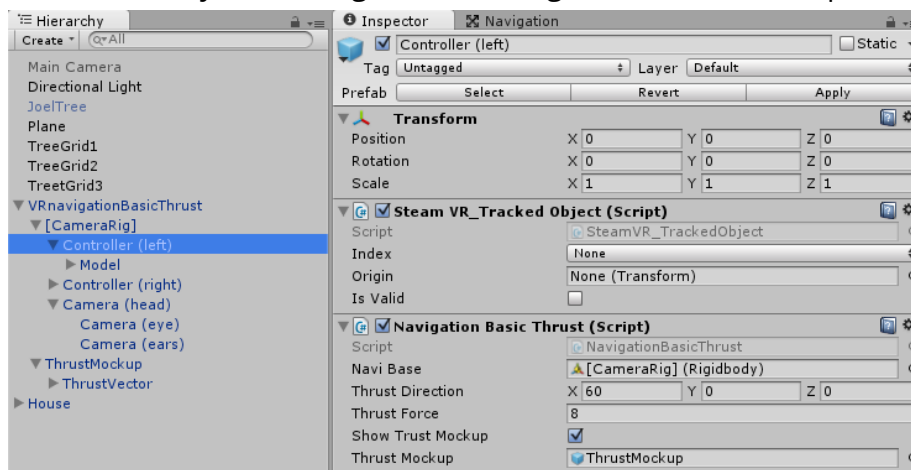 Hierarchy
Create
Q▾All
Main Camera
Directional Light
JoelTree
Plane
TreeGrid1
TreeGrid2
TreetGrid3
VRnavigationBasicThrust
[CameraRig]
Controller (left)
Model
Controller (right)
Camera (head)
Camera (eye)
Camera (ears)
ThrustMockup
ThrustVector
House
Inspector Navigation
Controller (left) Static
Tag Untagged Layer Default
Prefab Select Revert Apply
Transform
Position X 0 Y 0 Z 0
Rotation X 0 Y 0 Z 0
Scale X 1 Y 1 Z 1
Steam VR_Tracked Object (Script)
Script SteamVR_TrackedObject
Index None
Origin None (Transform)
Is Valid
Navigation Basic Thrust (Script)
Script NavigationBasicThrust
Navi Base [CameraRig] (Rigidbody)
Thrust Direction X 60 Y 0 Z 0
Thrust Force 8
Show Trust Mockup
Thrust Mockup ThrustMockup